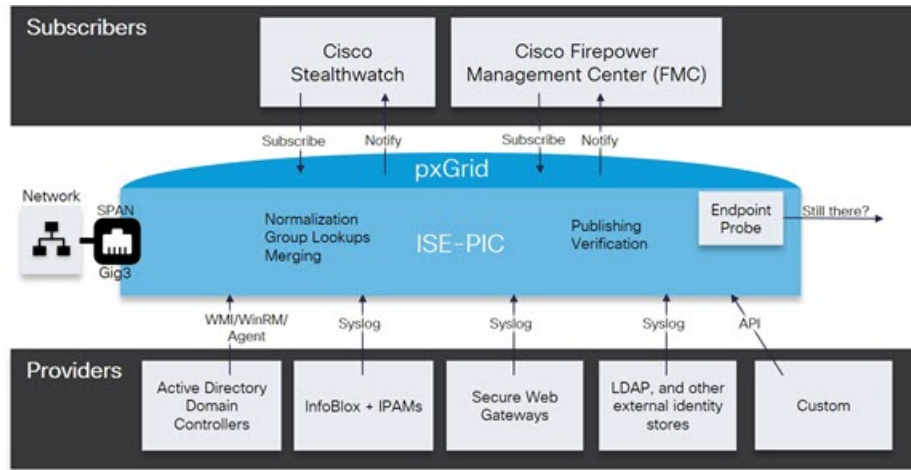 Subscribers
Cisco
Stealthwatch
Cisco Firepower
Management Center (FMC)
Subscribe
Notify
Subscribe
Notify
pxGrid
Network
SPAN
Gig3
Normalization
Group Lookups
Merging
ISE-PIC
Publishing
Verification
Endpoint
Probe
Still there?
WMI/WinRM/
Agent
Syslog
Syslog
Syslog
API
Providers
Active Directory
Domain
Controllers
InfoBlox + IPAMs
Secure Web
Gateways
LDAP, and other
external identity
stores
Custom